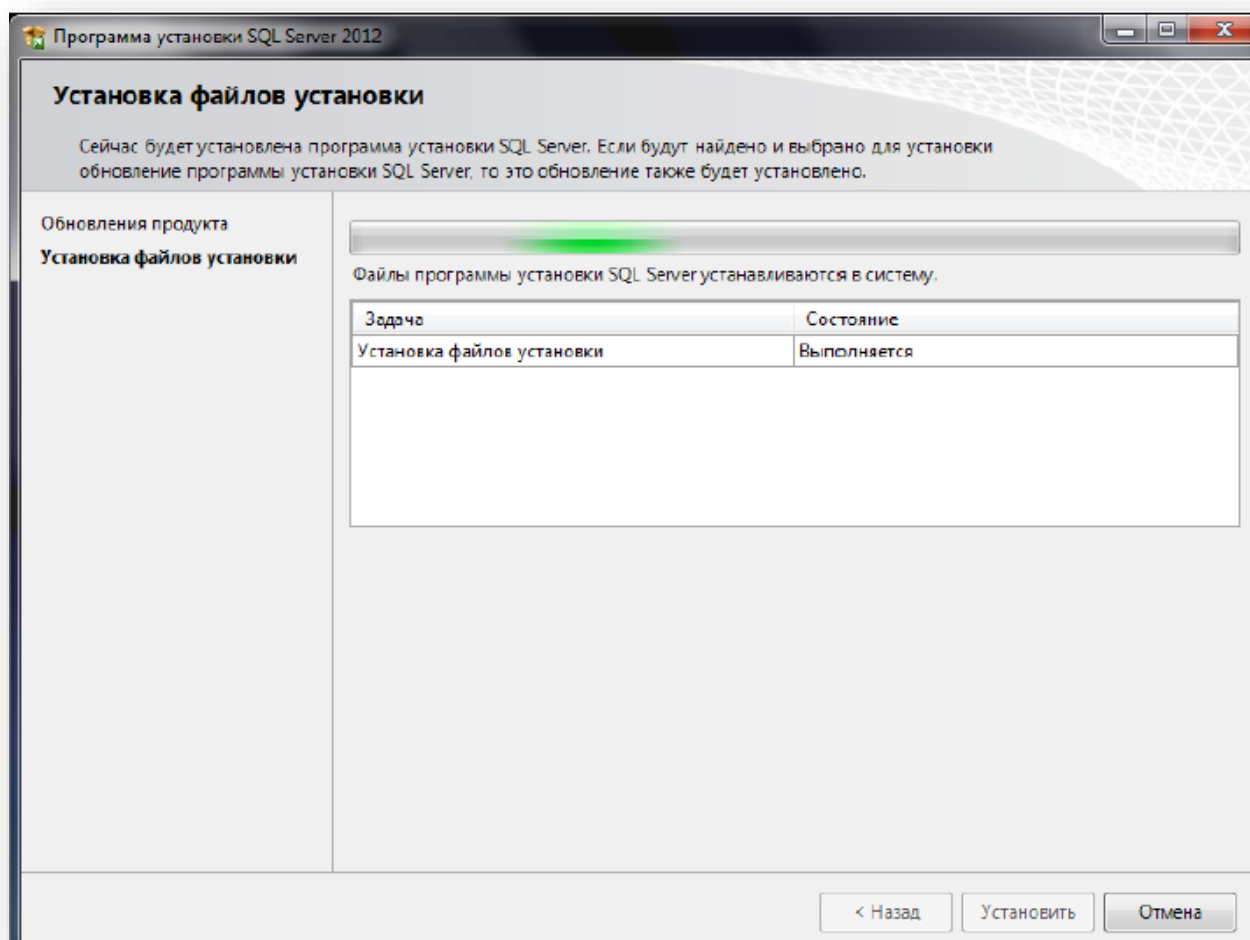 Программа установки SQL Server 2012
Установка файлов установки
Сейчас будет установлена программа установки SQL Server. Если будут найдено и выбрано для установки
обновление программы установки SQL Server, то это обновление также будет установлено.
Обновления продукта
Установка файлов установки
Файлы программы установки SQL Server устанавливаются в систему.
Задача Состояние
Установка файлов установки Выполняется
< Назад Установить Отмена